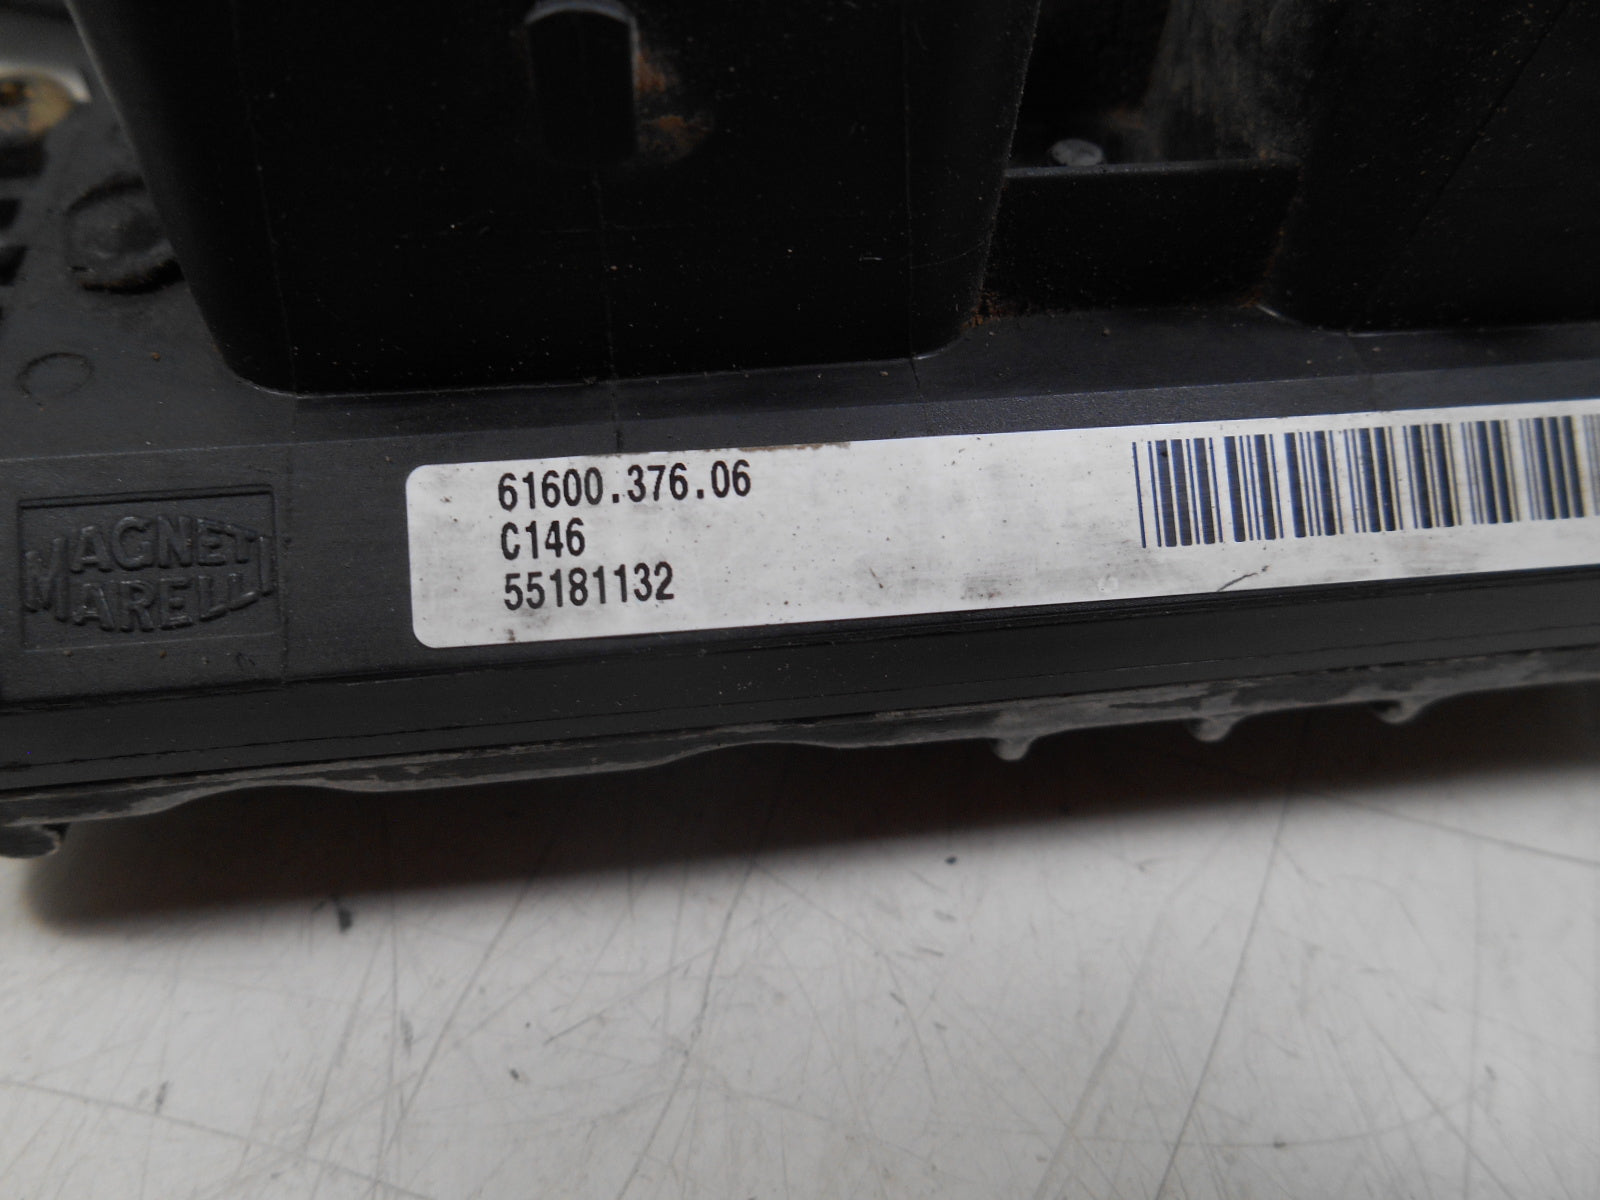 MAGNETI
MARELLI
61600.376.06
C146
55181132